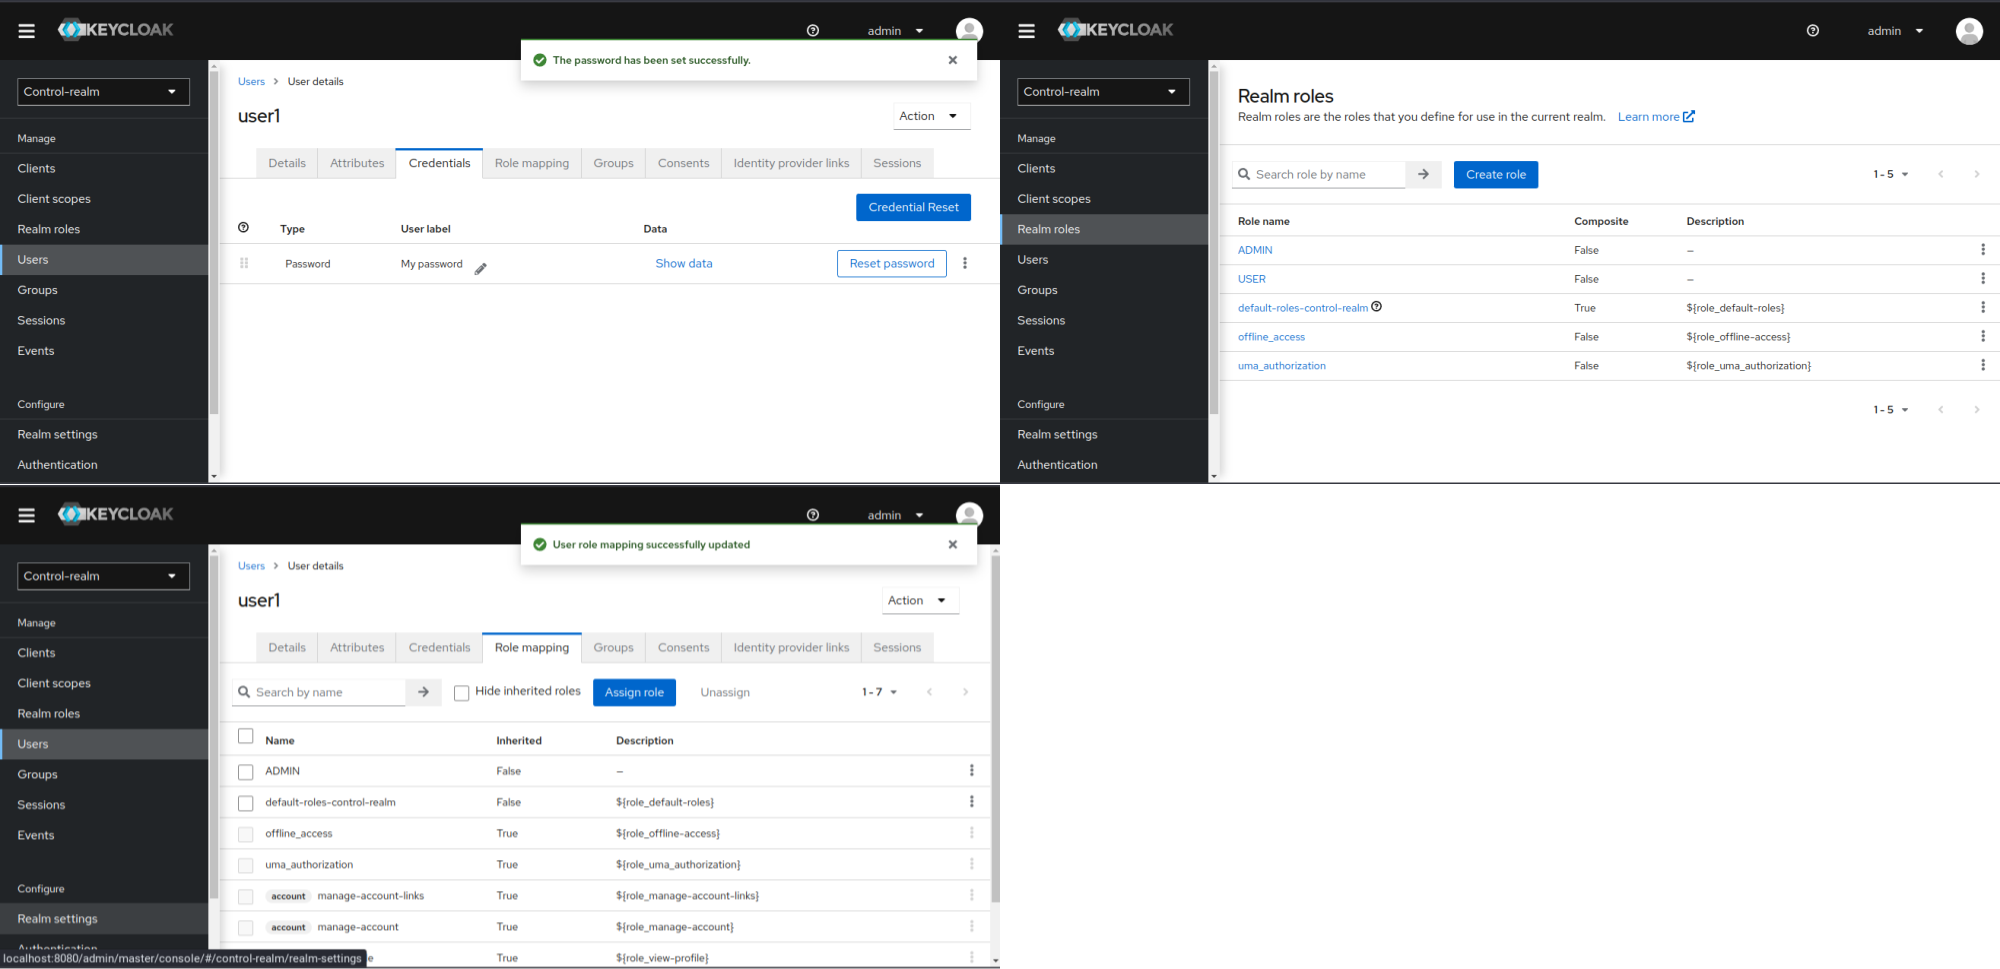 KEYCLOAK
admin
The password has been set successfully.
Control-realm
Manage
Clients
Client scopes
Realm roles
Users
Groups
Sessions
Events
Configure
Realm settings
Authentication
Users > User details
user1
Action
Details Attributes Credentials Role mapping Groups Consents Identity provider links Sessions
Credential Reset
Type User label Data
Password My password Show data Reset password
KEYCLOAK
admin
Control-realm
Manage
Clients
Client scopes
Realm roles
Users
Groups
Sessions
Events
Configure
Realm settings
Authentication
Realm roles
Realm roles are the roles that you define for use in the current realm. Learn more
Search role by name Create role 1 - 5
Role name Composite Description
ADMIN False –
USER False –
default-roles-control-realm True ${role_default-roles}
offline_access False ${role_offline-access}
uma_authorization False ${role_uma_authorization}
1 - 5
KEYCLOAK
admin
User role mapping successfully updated
Control-realm
Manage
Clients
Client scopes
Realm roles
Users
Groups
Sessions
Events
Configure
Realm settings
Authentication
localhost:8080/admin/master/console/#/control-realm/realm-settings
Users > User details
user1
Action
Details Attributes Credentials Role mapping Groups Consents Identity provider links Sessions
Search by name Hide inherited roles Assign role Unassign 1 - 7
Name Inherited Description
ADMIN False –
default-roles-control-realm False ${role_default-roles}
offline_access True ${role_offline-access}
uma_authorization True ${role_uma_authorization}
account manage-account-links True ${role_manage-account-links}
account manage-account True ${role_manage-account}
e True ${role_view-profile}